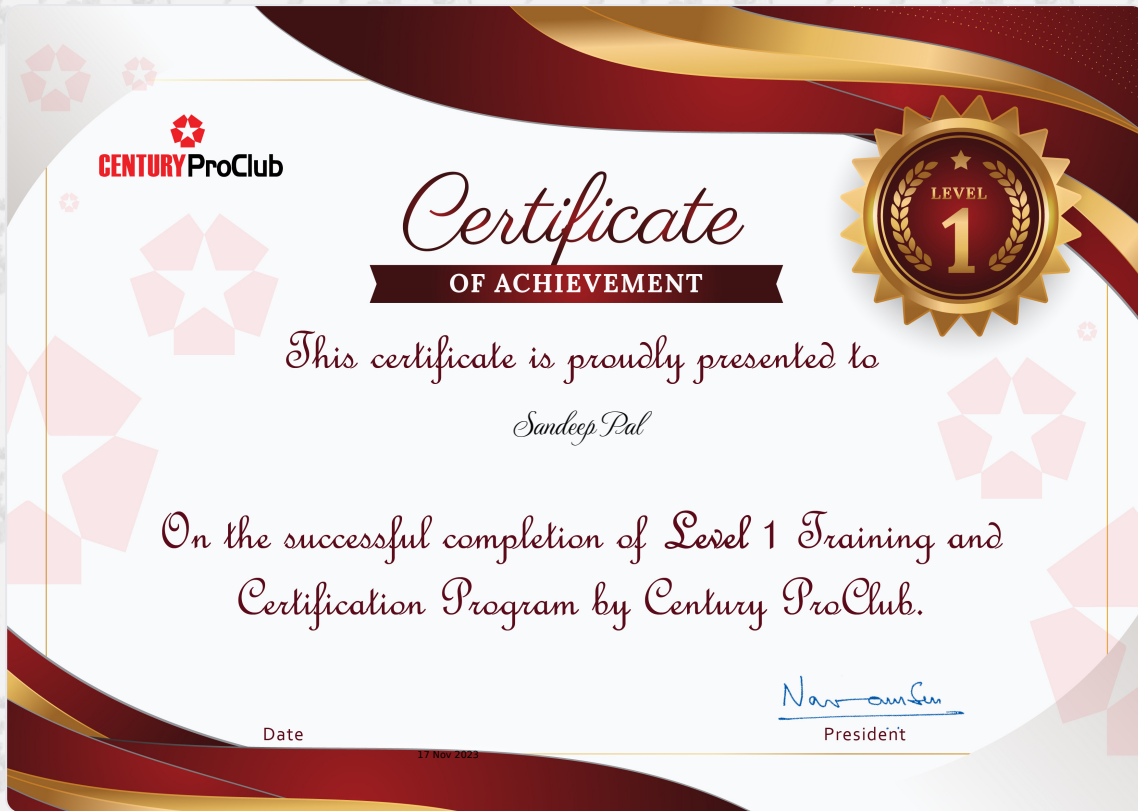 CENTURY ProClub
LEVEL
1
Certificate
OF ACHIEVEMENT
This certificate is proudly presented to
Sandeep Pal
On the successful completion of Level 1 Training and
Certification Program by Century ProClub.
Date
President
17 Nov 2023